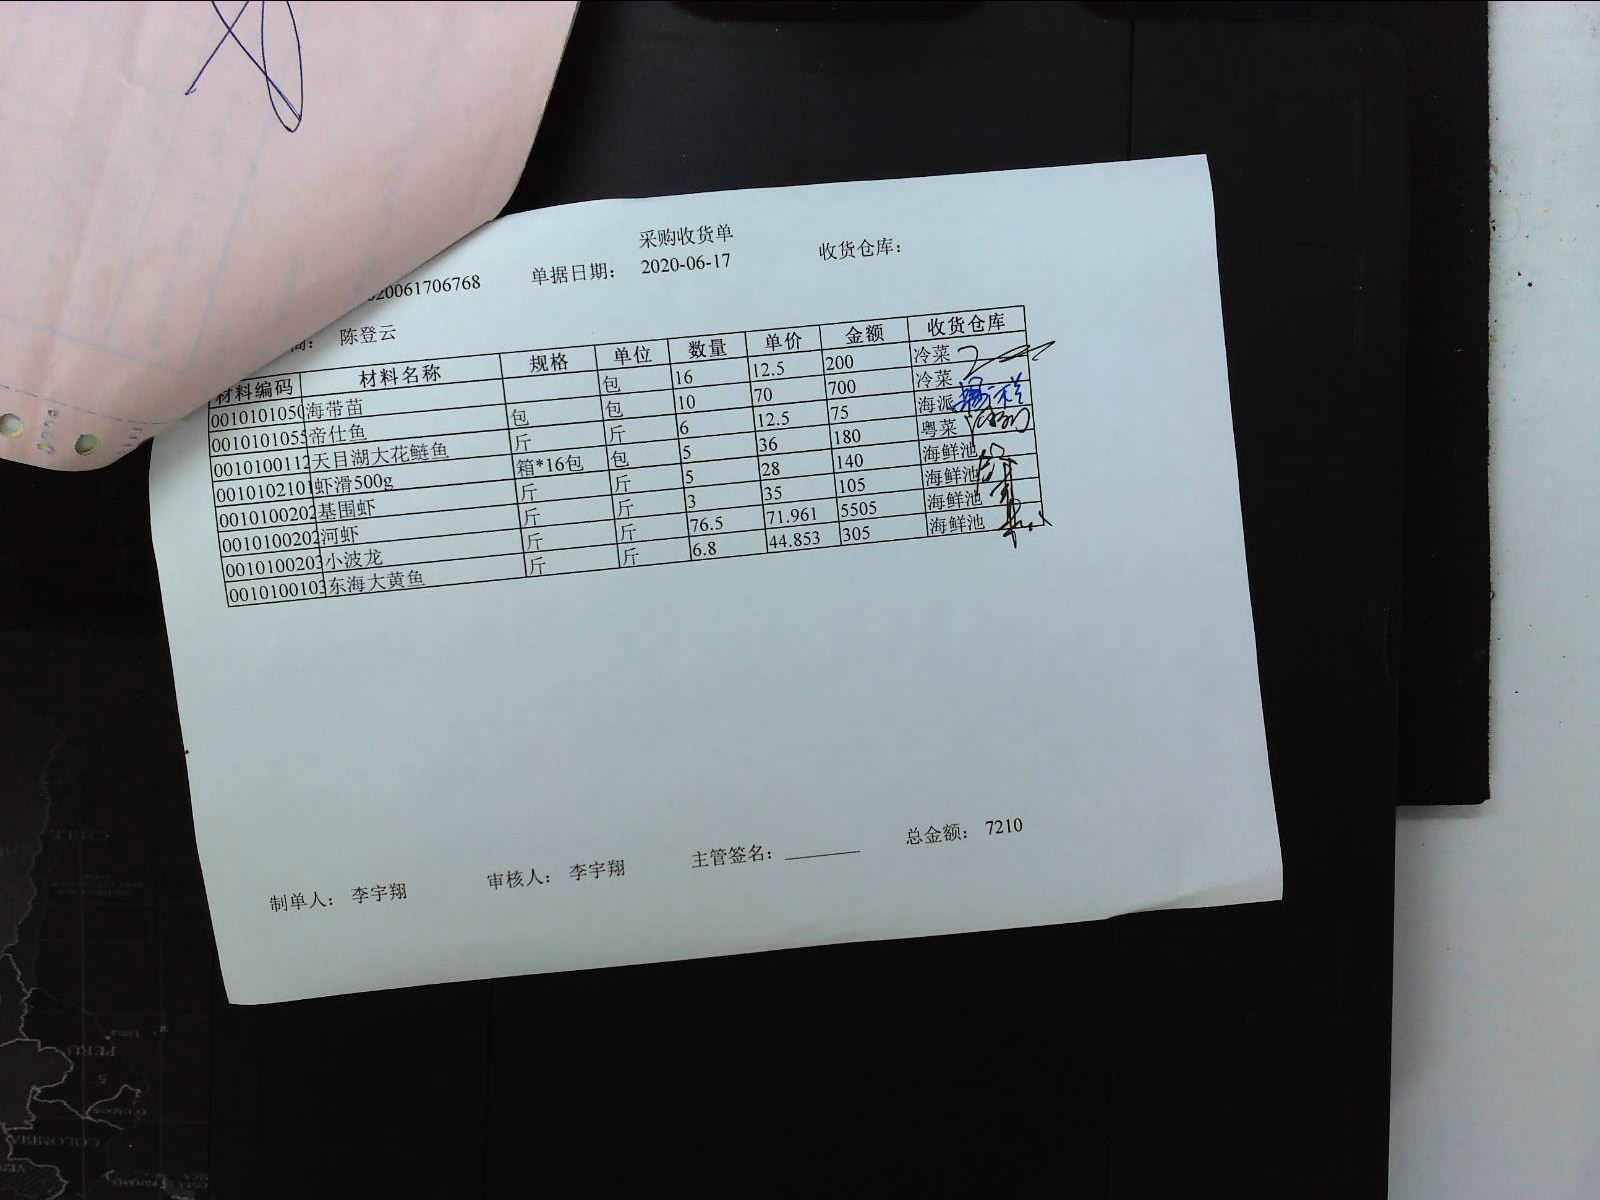 采购收货单
20061706768 单据日期： 2020-06-17 收货仓库：
商： 陈登云
材料编码 材料名称 规格 单位 数量 单价 金额 收货仓库
0010101050 海带苗 包 16 12.5 200 冷菜
0010101055 帝仕鱼 包 包 10 70 700 冷菜
0010100112 天目湖大花鲢鱼 斤 斤 6 12.5 75 海派
0010102101 虾滑500g 箱*16包 包 5 36 180 粤菜
0010100202 基围虾 斤 斤 5 28 140 海鲜池
0010100202 河虾 斤 斤 3 35 105 海鲜池
0010100203 小波龙 斤 斤 76.5 71.961 5505 海鲜池
0010100103 东海大黄鱼 斤 斤 6.8 44.853 305 海鲜池
制单人： 李宇翔 审核人： 李宇翔 主管签名： 总金额： 7210